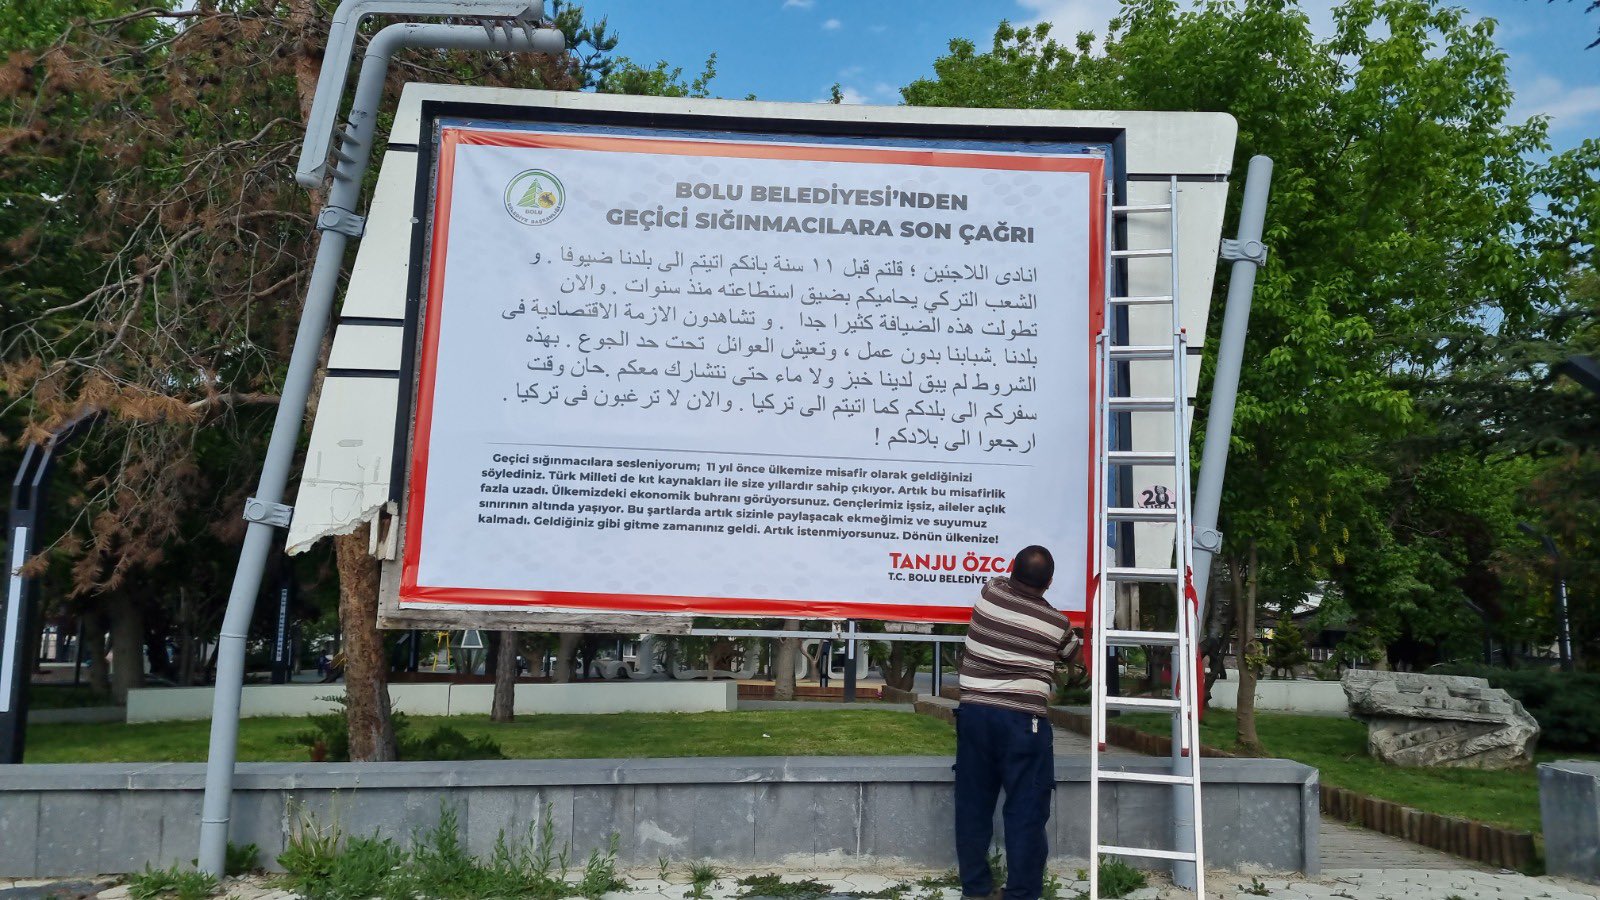 BOLU BELEDİYESİ'NDEN
GEÇİCİ SIĞINMACILARA SON ÇAĞRI
BOLU
انادى اللاجئين ؛ قلتم قبل ١١ سنة بانكم اتيتم الى بلدنا ضيوفا . و
الشعب التركي يحاميكم بضيق استطاعته منذ سنوات . والان
تطولت هذه الضيافة كثيرا جدا . و تشاهدون الازمة الاقتصادية فى
بلدنا .شبابنا بدون عمل ، وتعيش العوائل تحت حد الجوع . بهذه
الشروط لم يبق لدينا خبز ولا ماء حتى نتشارك معكم .حان وقت
سفركم الى بلدكم كما اتيتم الى تركيا . والان لا ترغبون فى تركيا .
ارجعوا الى بلادكم !
Geçici sığınmacılara sesleniyorum; 11 yıl önce ülkemize misafir olarak geldiğinizi
söylediniz. Türk Milleti de kıt kaynakları ile size yıllardır sahip çıkıyor. Artık bu misafirlik
fazla uzadı. Ülkemizdeki ekonomik buhranı görüyorsunuz. Gençlerimiz işsiz, aileler açlık
sınırının altında yaşıyor. Bu şartlarda artık sizinle paylaşacak ekmeğimiz ve suyumuz
kalmadı. Geldiğiniz gibi gitme zamanınız geldi. Artık istenmiyorsunuz. Dönün ülkenize!
TANJU ÖZCA
T.C. BOLU BELEDİYE